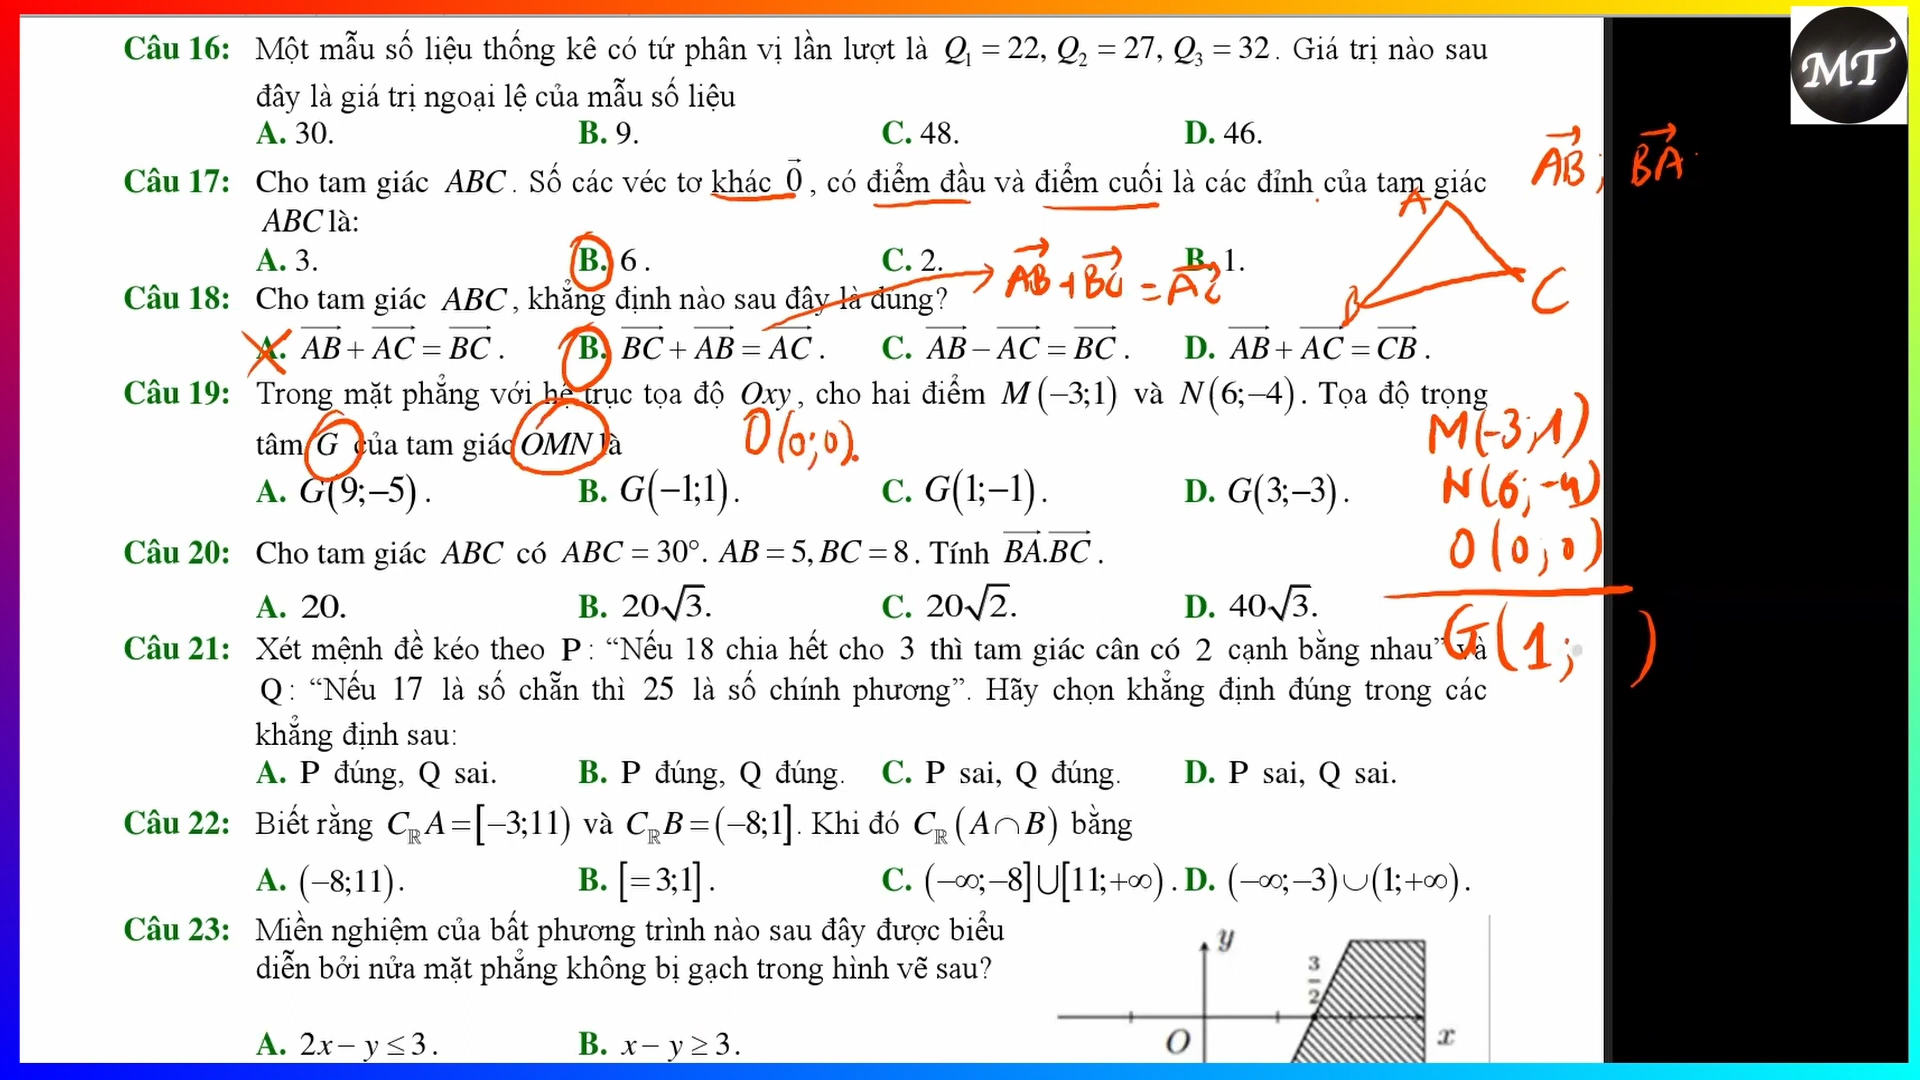 MT
Câu 16: Một mẫu số liệu thống kê có tứ phân vị lần lượt là Q₁ = 22, Q₂ = 27, Q₃ = 32. Giá trị nào sau
đây là giá trị ngoại lệ của mẫu số liệu
A. 30. B. 9. C. 48. D. 46.
AB; BA
Câu 17: Cho tam giác ABC. Số các véc tơ khác 0⃗, có điểm đầu và điểm cuối là các đỉnh của tam giác
ABC là:
A B C
A. 3. B. 6. C. 2. B. 1.
AB + BC = AC
Câu 18: Cho tam giác ABC, khẳng định nào sau đây là đúng?
A. AB + AC = BC. B. BC + AB = AC. C. AB − AC = BC. D. AB + AC = CB.
Câu 19: Trong mặt phẳng với hệ trục tọa độ Oxy, cho hai điểm M(−3;1) và N(6;−4). Tọa độ trọng
tâm G của tam giác OMN là
O(0;0).
A. G(9;−5). B. G(−1;1). C. G(1;−1). D. G(3;−3).
M(-3;1)
N(6;-4)
O(0;0)
G(1; )
Câu 20: Cho tam giác ABC có ABC = 30°. AB = 5, BC = 8. Tính BA.BC.
A. 20. B. 20√3. C. 20√2. D. 40√3.
Câu 21: Xét mệnh đề kéo theo P: “Nếu 18 chia hết cho 3 thì tam giác cân có 2 cạnh bằng nhau” và
Q: “Nếu 17 là số chẵn thì 25 là số chính phương”. Hãy chọn khẳng định đúng trong các
khẳng định sau:
A. P đúng, Q sai. B. P đúng, Q đúng. C. P sai, Q đúng. D. P sai, Q sai.
Câu 22: Biết rằng CℝA = [−3;11) và CℝB = (−8;1]. Khi đó Cℝ(A∩B) bằng
A. (−8;11). B. [=3;1]. C. (−∞;−8]∪[11;+∞). D. (−∞;−3)∪(1;+∞).
Câu 23: Miền nghiệm của bất phương trình nào sau đây được biểu
diễn bởi nửa mặt phẳng không bị gạch trong hình vẽ sau?
y
3/2
O x
A. 2x − y ≤ 3. B. x − y ≥ 3.